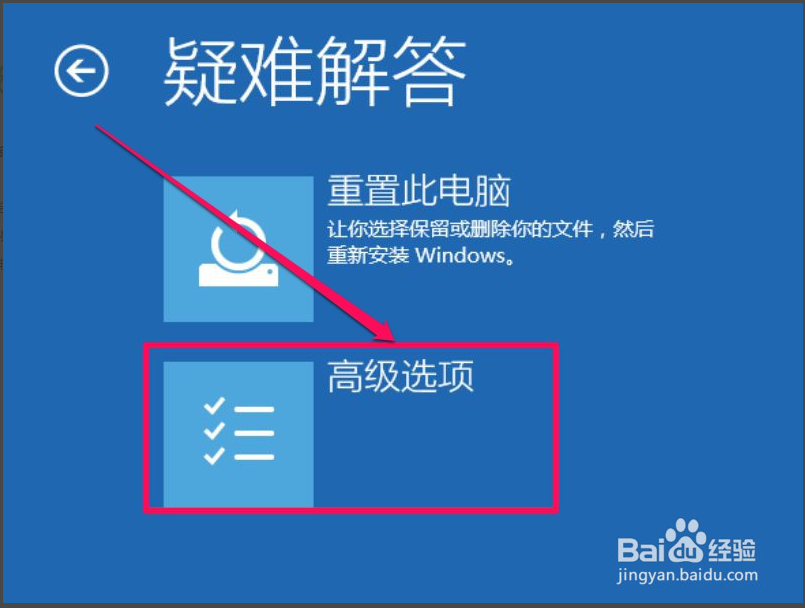 疑难解答
重置此电脑
让你选择保留或删除你的文件，然后
重新安装 Windows。
高级选项
Baidu经验
jingyan.baidu.com